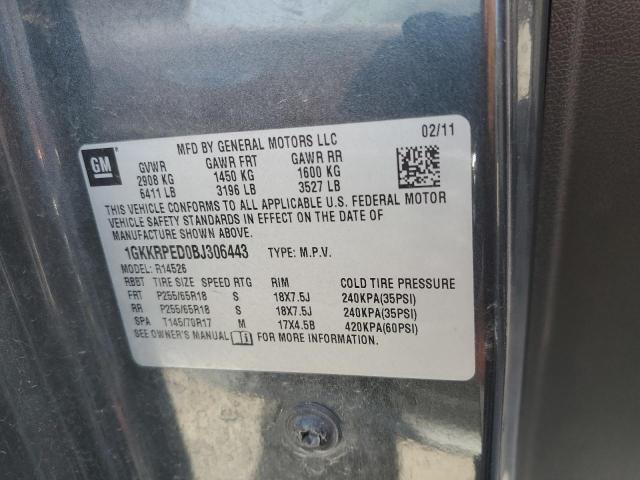 MFD BY GENERAL MOTORS LLC 02/11
GM
GVWR GAWR FRT GAWR RR
2908 KG 1450 KG 1600 KG
6411 LB 3196 LB 3527 LB
THIS VEHICLE CONFORMS TO ALL APPLICABLE U.S. FEDERAL MOTOR
VEHICLE SAFETY STANDARDS IN EFFECT ON THE DATE OF
MANUFACTURE SHOWN ABOVE.
1GKKRPED0BJ306443 TYPE: M.P.V.
MODEL: R14526
RBBT TIRE SIZE SPEED RTG RIM COLD TIRE PRESSURE
FRT P255/65R18 S 18X7.5J 240KPA(35PSI)
RR P255/65R18 S 18X7.5J 240KPA(35PSI)
SPA T145/70R17 M 17X4.5B 420KPA(60PSI)
SEE OWNER'S MANUAL FOR MORE INFORMATION.